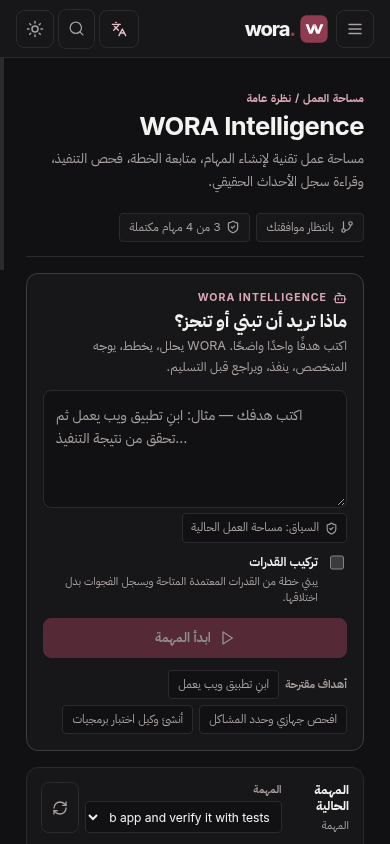 wora.
مساحة العمل / نظرة عامة
WORA Intelligence
مساحة عمل تقنية لإنشاء المهام، متابعة الخطة، فحص التنفيذ،
وقراءة سجل الأحداث الحقيقي.
بانتظار موافقتك
3 من 4 مهام مكتملة
WORA INTELLIGENCE
ماذا تريد أن تبني أو تنجز؟
اكتب هدفًا واحدًا واضحًا. WORA يحلل، يخطط، يوجه
المتخصص، ينفذ، ويراجع قبل التسليم.
اكتب هدفك — مثال: ابنِ تطبيق ويب يعمل ثم
تحقق من نتيجة التنفيذ...
السياق: مساحة العمل الحالية
تركيب القدرات
يبني خطة من القدرات المعتمدة المتاحة ويسجل الفجوات بدل
اختلاقها.
ابدأ المهمة
أهداف مقترحة
ابنِ تطبيق ويب يعمل
افحص جهازي وحدد المشاكل
أنشئ وكيل اختبار برمجيات
المهمة
الحالية
المهمة
المهمة
b app and verify it with tests